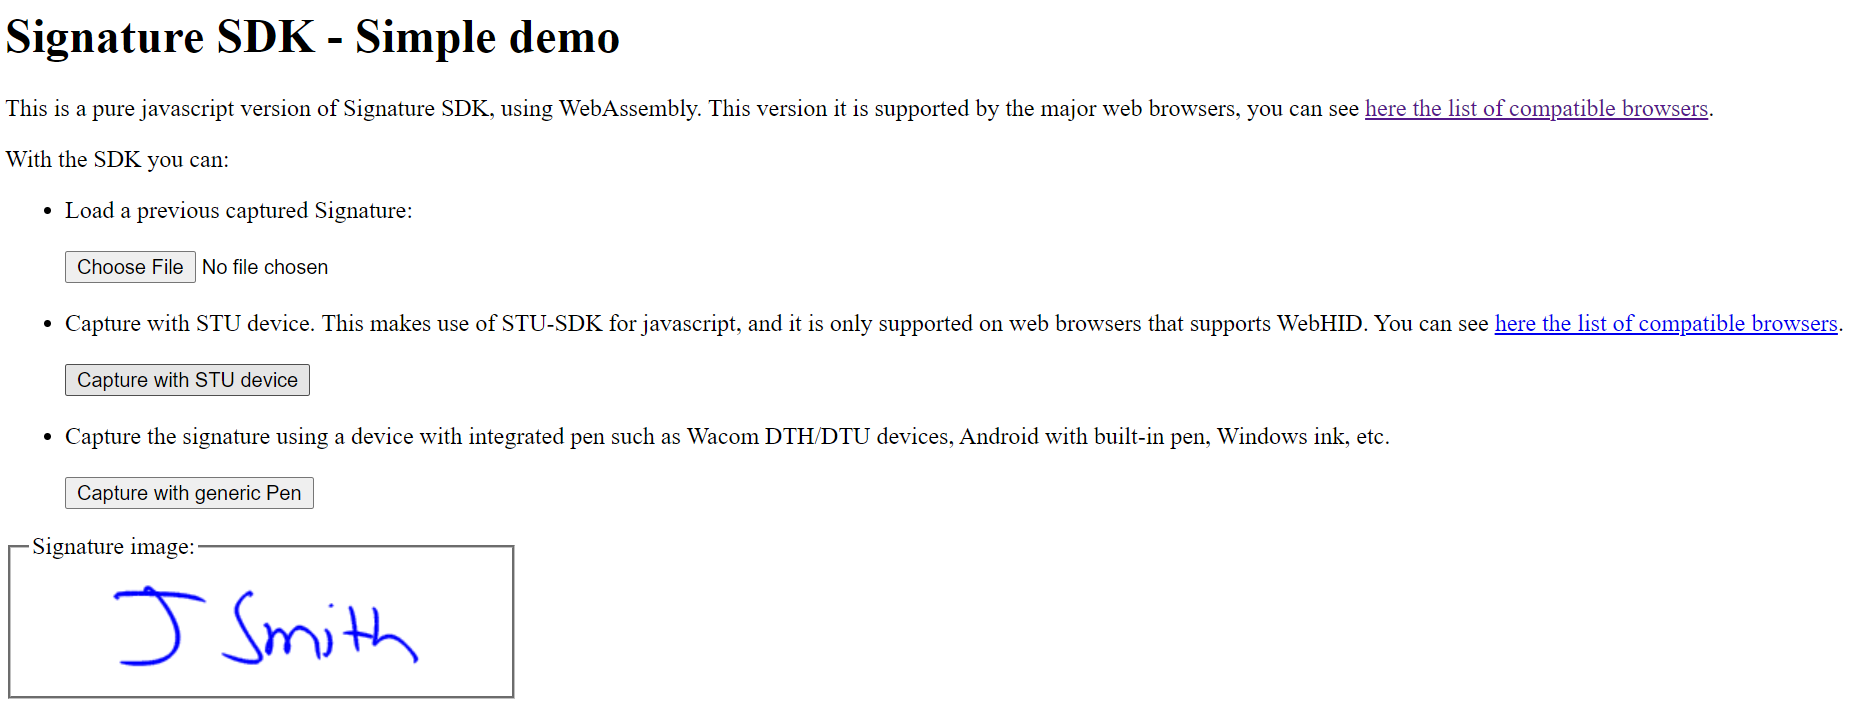 Signature SDK - Simple demo
This is a pure javascript version of Signature SDK, using WebAssembly. This version it is supported by the major web browsers, you can see here the list of compatible browsers.
With the SDK you can:
• Load a previous captured Signature:
Choose File No file chosen
• Capture with STU device. This makes use of STU-SDK for javascript, and it is only supported on web browsers that supports WebHID. You can see here the list of compatible browsers.
Capture with STU device
• Capture the signature using a device with integrated pen such as Wacom DTH/DTU devices, Android with built-in pen, Windows ink, etc.
Capture with generic Pen
Signature image:
J Smith